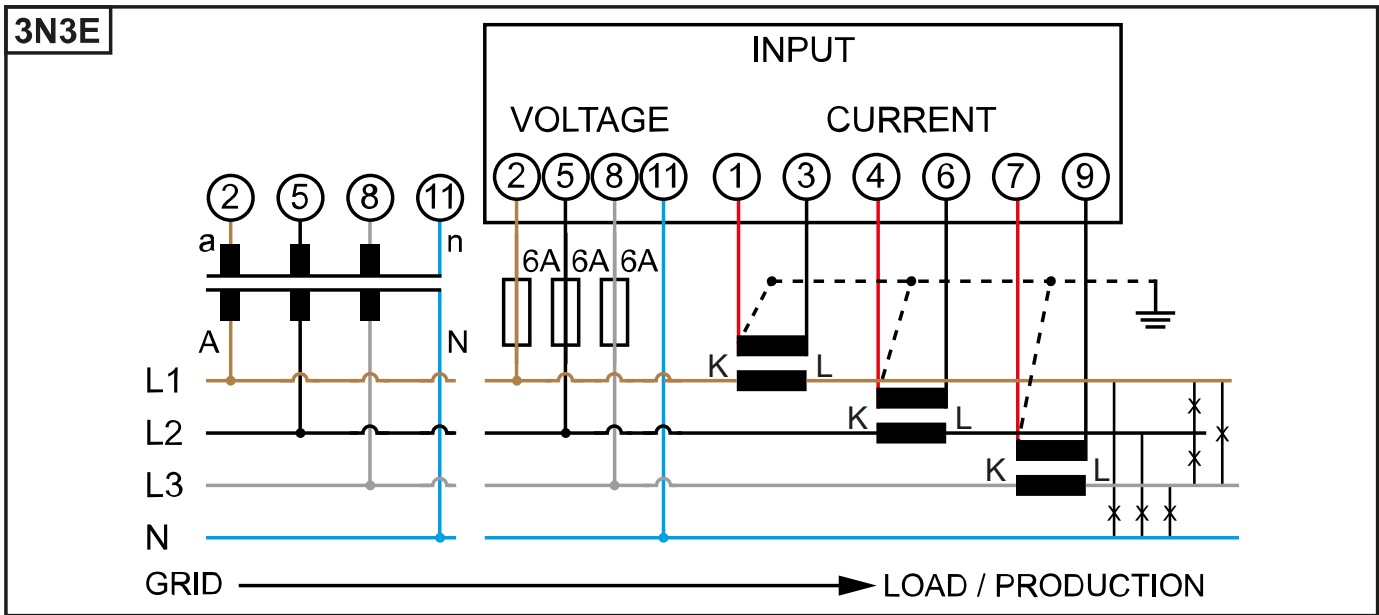 3N3E
INPUT
VOLTAGE CURRENT
2 5 8 11 1 3 4 6 7 9
2 5 8 11
a n
6A 6A 6A
A N
K L
L1
K L
L2
K L
L3
N
GRID LOAD / PRODUCTION